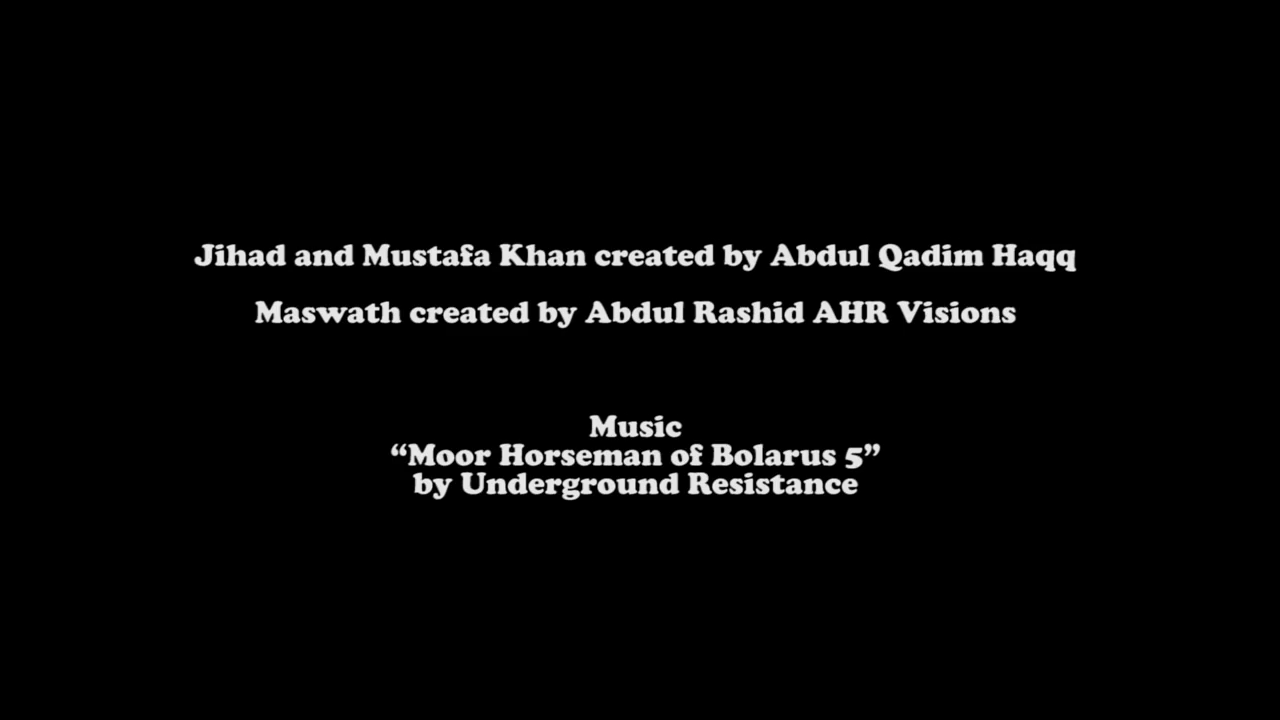 Jihad and Mustafa Khan created by Abdul Qadim Haqq
Maswath created by Abdul Rashid AHR Visions
Music
“Moor Horseman of Bolarus 5”
by Underground Resistance